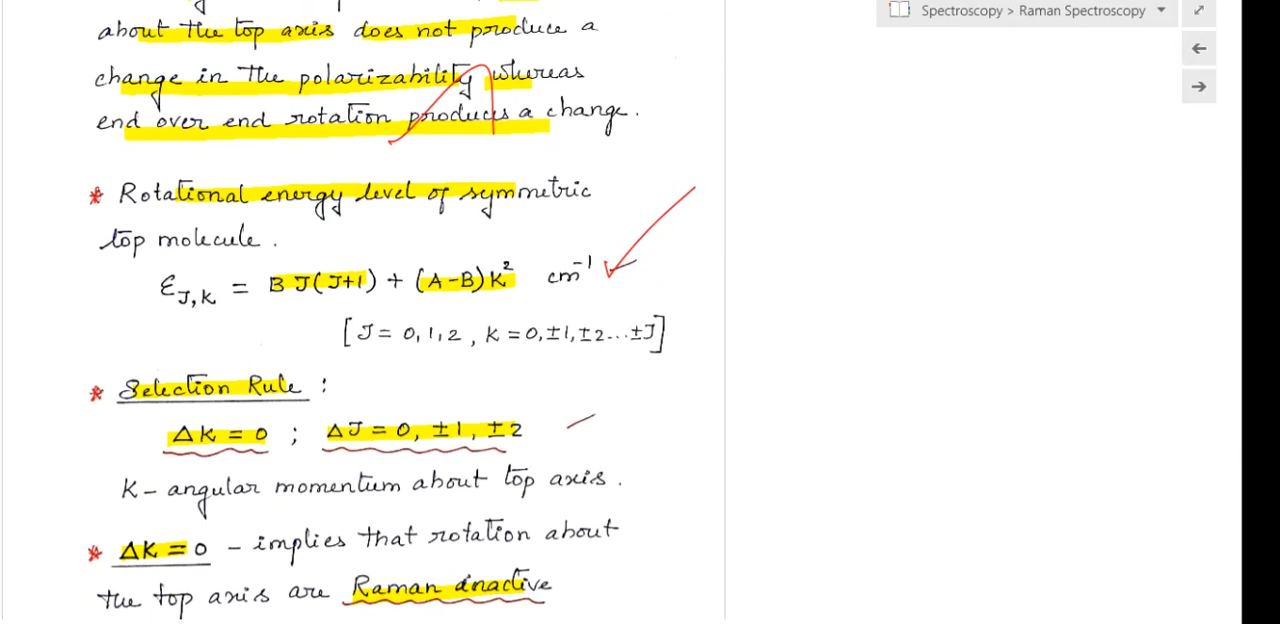 about the top axis does not produce a
change in the polarizability whereas
end over end rotation produces a change.
* Rotational energy level of symmetric
top molecule.
ε_J,K = B J(J+1) + (A-B)K² cm⁻¹
[J = 0,1,2, K = 0,±1,±2...±J]
* Selection Rule :
ΔK = 0 ; ΔJ = 0, ±1, ±2
K - angular momentum about top axis.
* ΔK = 0 - implies that rotation about
the top axis are Raman inactive
Spectroscopy > Raman Spectroscopy